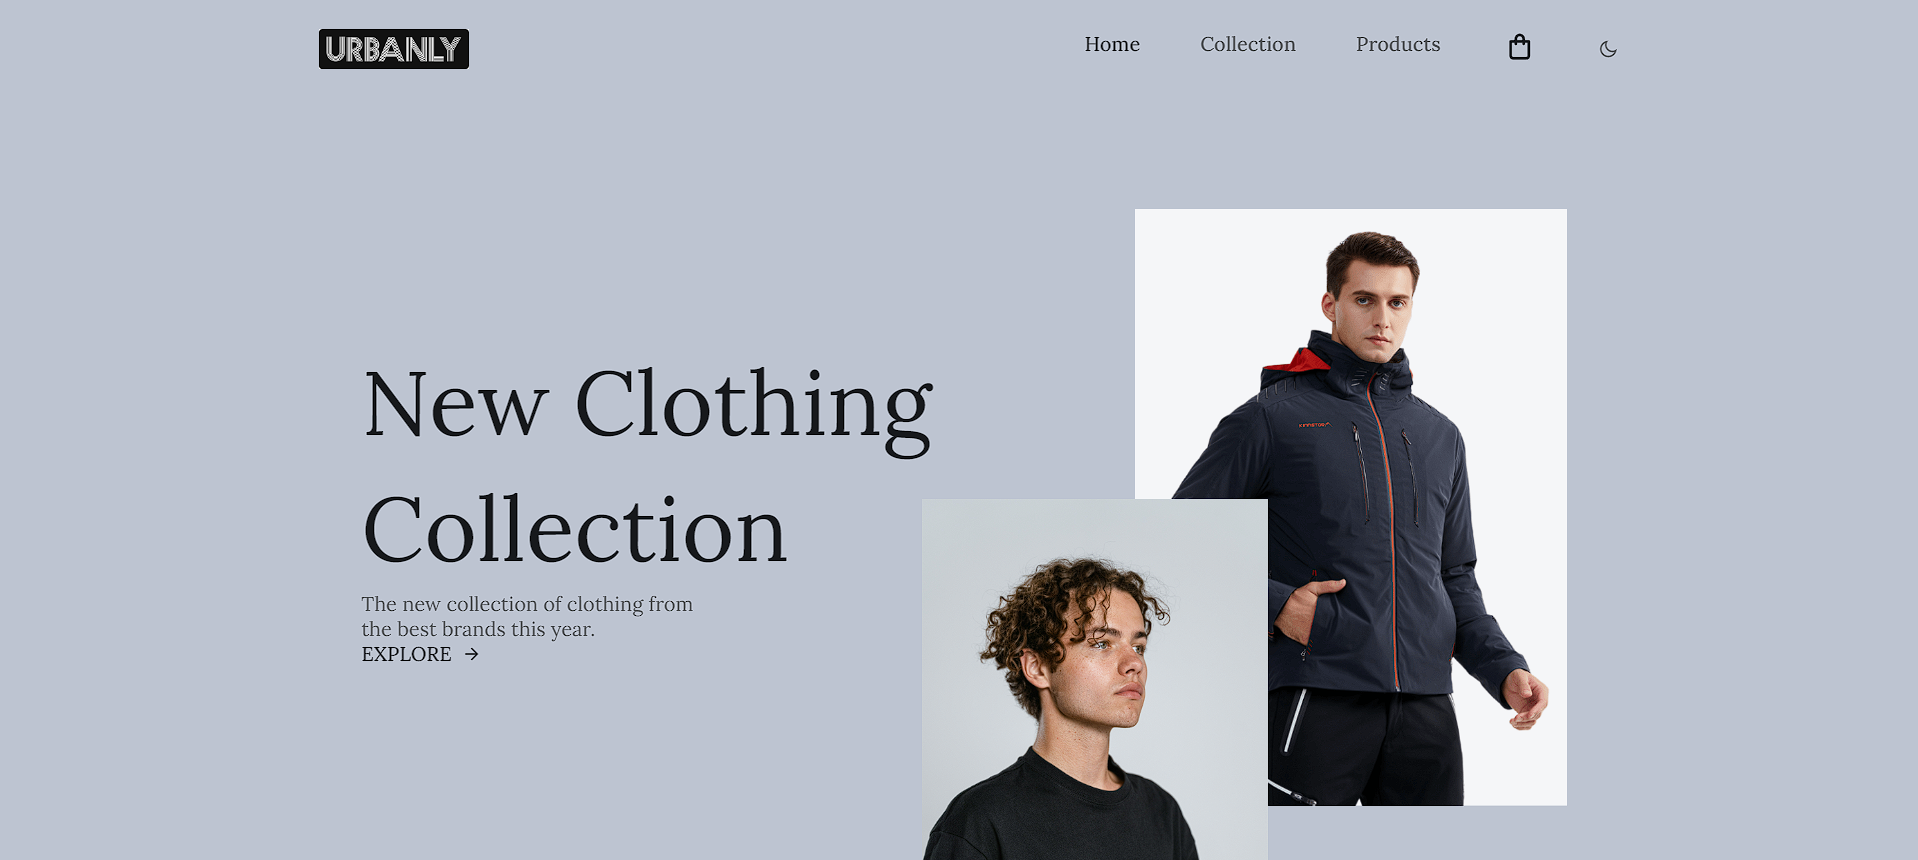 URBANLY
Home Collection Products
New Clothing
Collection
The new collection of clothing from
the best brands this year.
EXPLORE